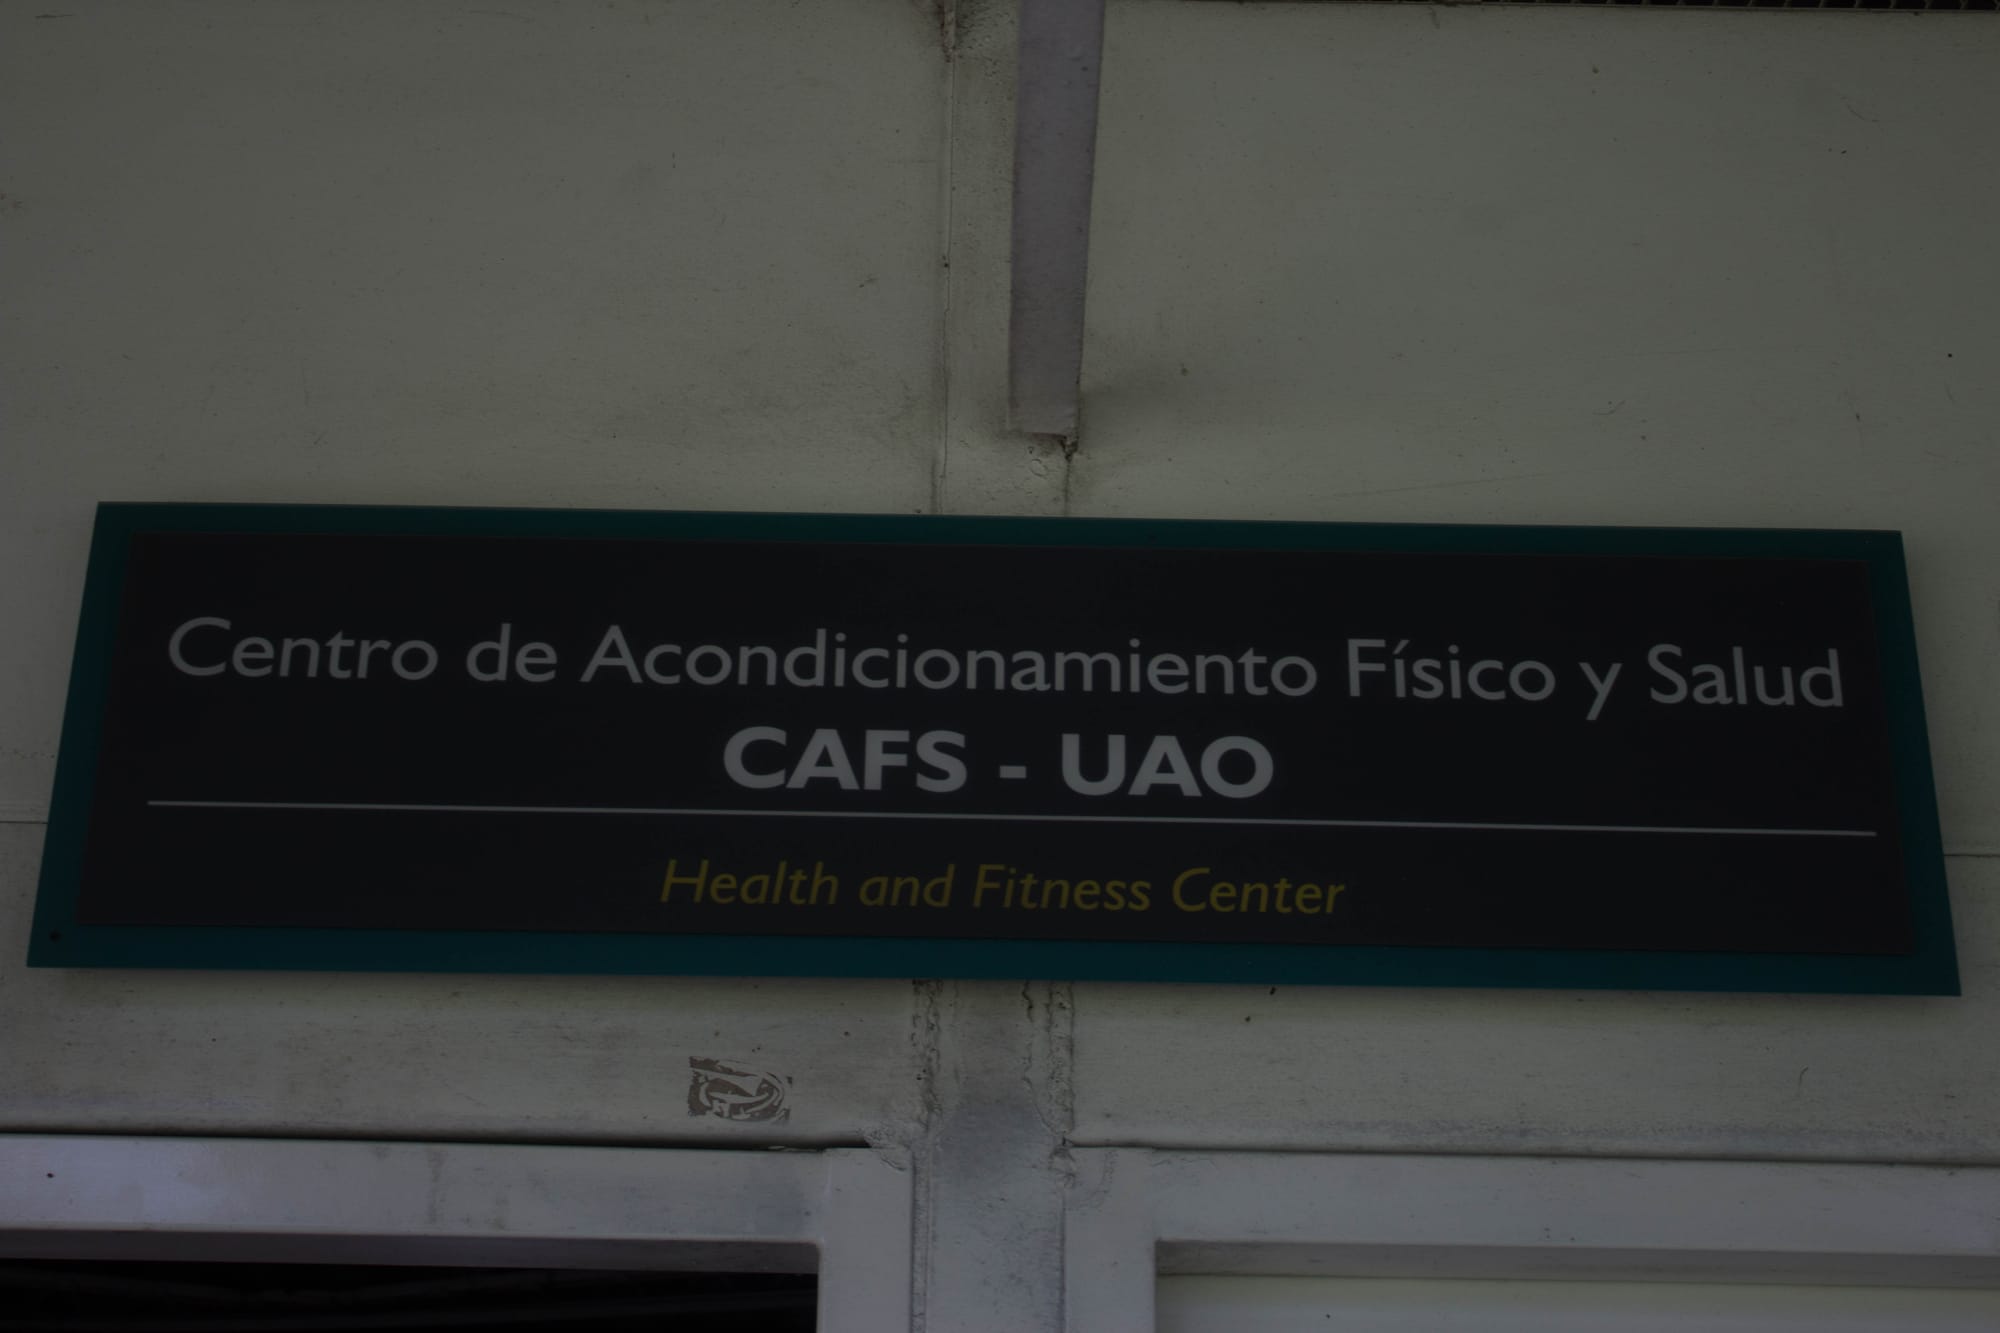 Centro de Acondicionamiento Físico y Salud
CAFS - UAO
Health and Fitness Center